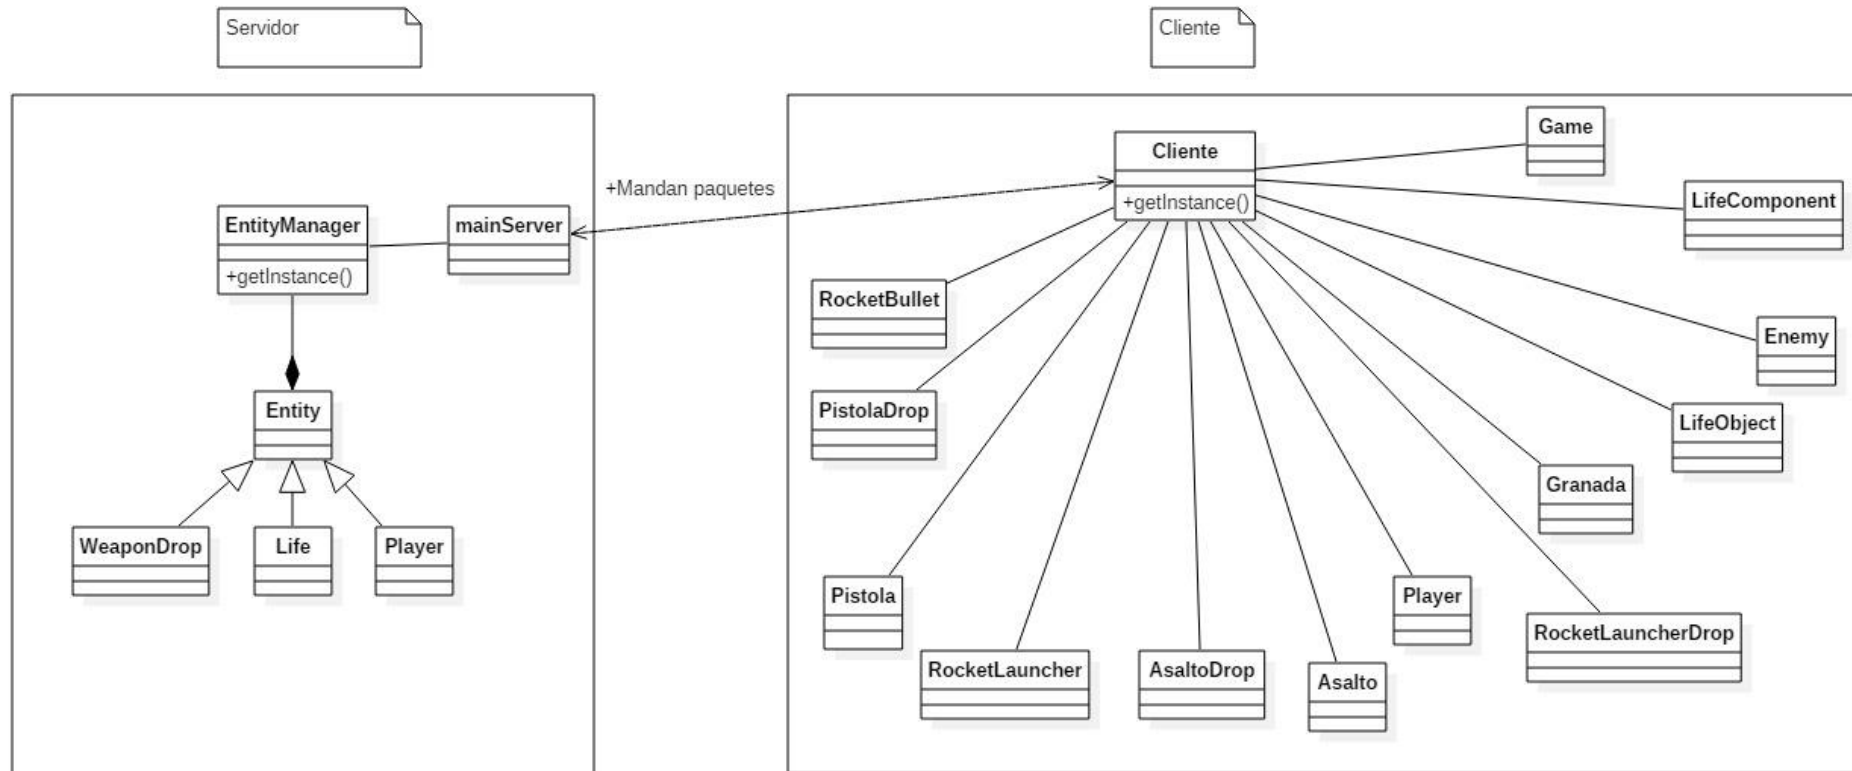 Servidor
Cliente
Game
Cliente
+getInstance()
LifeComponent
+Mandan paquetes
EntityManager
+getInstance()
mainServer
RocketBullet
Enemy
PistolaDrop
Entity
LifeObject
Granada
WeaponDrop
Life
Player
Pistola
Player
RocketLauncherDrop
RocketLauncher
AsaltoDrop
Asalto